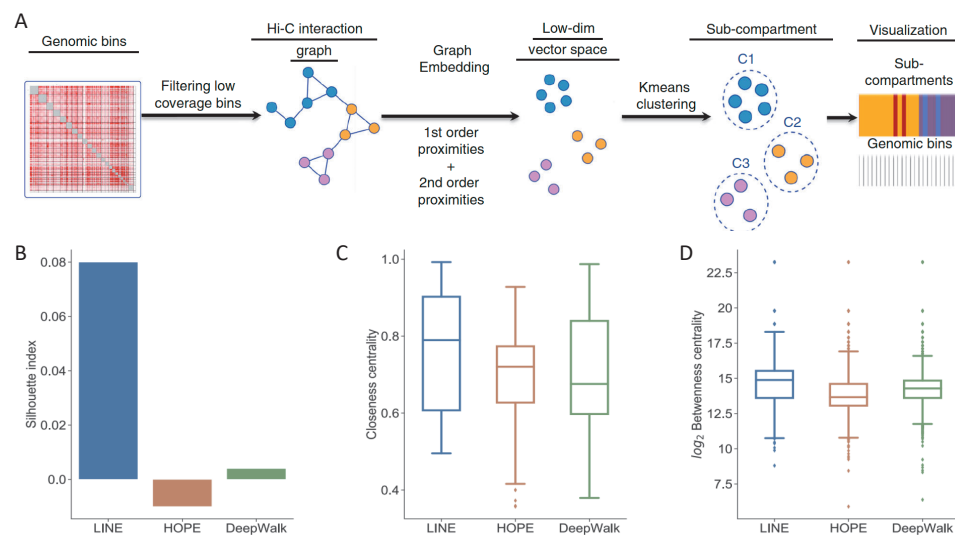 A
Genomic bins
Filtering low
coverage bins
Hi-C interaction
graph
Graph
Embedding
1st order
proximities
+
2nd order
proximities
Low-dim
vector space
Kmeans
clustering
Sub-compartment
C1
C2
C3
Visualization
Sub-
compartments
Genomic bins
B
Silhouette index
0.08
0.06
0.04
0.02
0.0
LINE
HOPE
DeepWalk
C
Closeness centrality
1.0
0.8
0.6
0.4
LINE
HOPE
DeepWalk
D
log2 Betwenness centrality
22.5
20.0
17.5
15.0
12.5
10.0
7.5
LINE
HOPE
DeepWalk